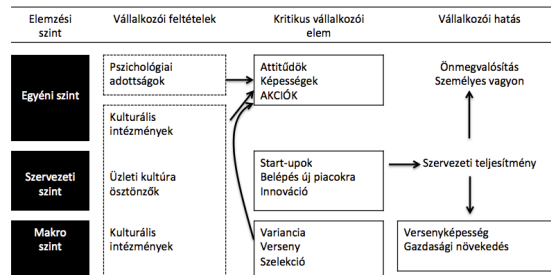 Elemzési szint
Vállalkozói feltételek
Kritikus vállalkozói elem
Vállalkozói hatás
Egyéni szint
Pszichológiai
adottságok
Attitűdök
Képességek
AKCIÓK
Önmegvalósítás
Személyes vagyon
Kulturális
intézmények
Szervezeti
szint
Üzleti kultúra
ösztönzők
Start-upok
Belépés új piacokra
Innováció
Szervezeti teljesítmény
Makro
szint
Kulturális
intézmények
Variancia
Verseny
Szelekció
Versenyképesség
Gazdasági növekedés